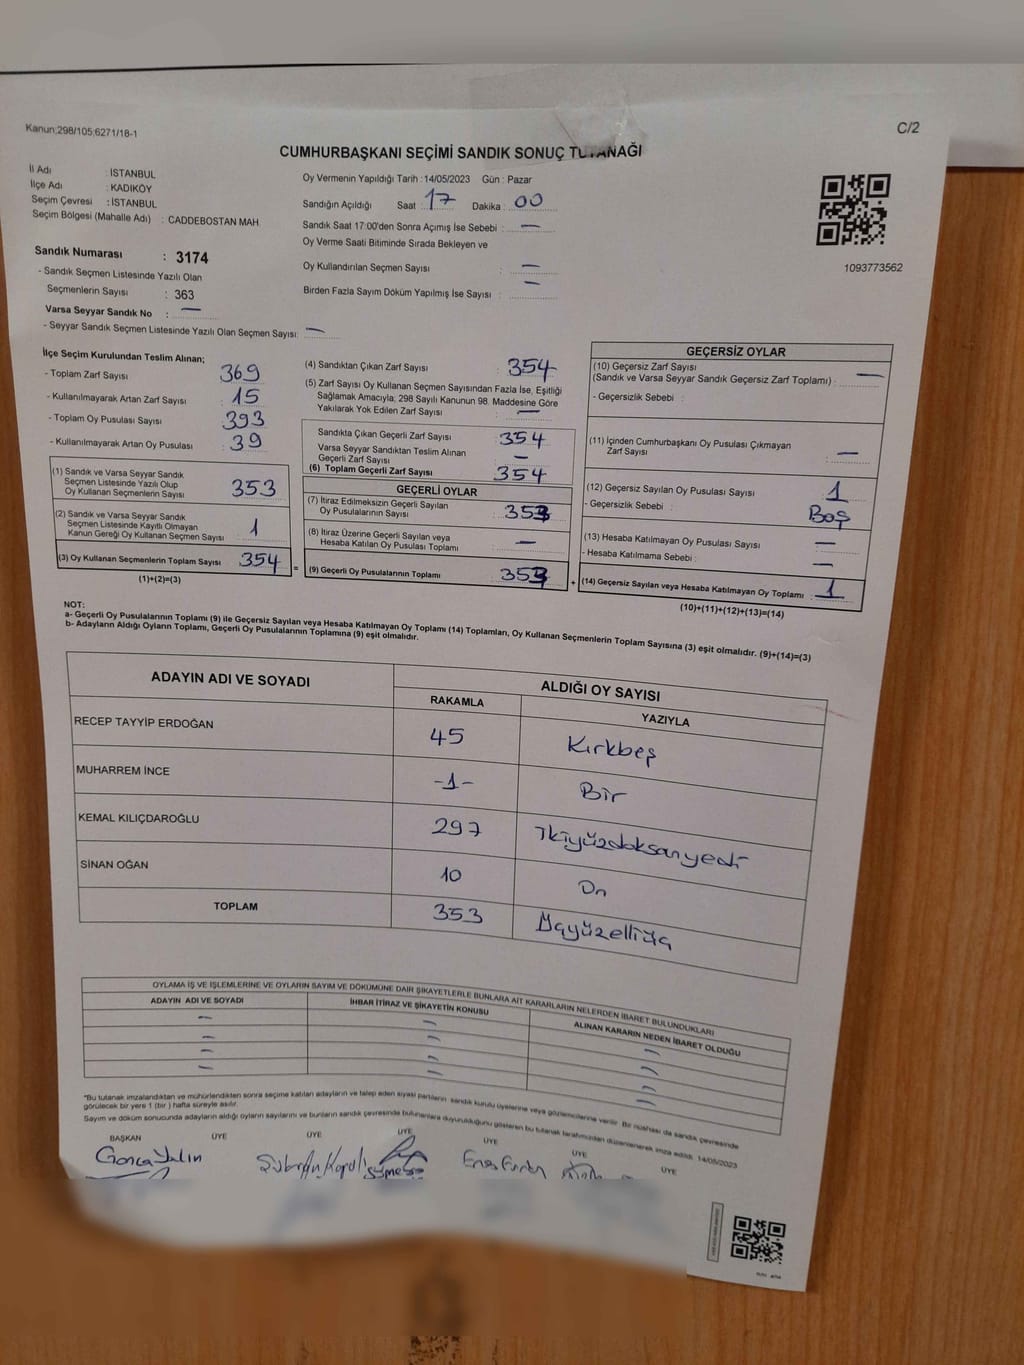 Kanun;298/105;6271/18-1
C/2
CUMHURBAŞKANI SEÇİMİ SANDIK SONUÇ TUTANAĞI
İl Adı : İSTANBUL
İlçe Adı : KADIKÖY
Seçim Çevresi : İSTANBUL
Seçim Bölgesi (Mahalle Adı) : CADDEBOSTAN MAH.
Sandık Numarası : 3174
- Sandık Seçmen Listesinde Yazılı Olan
Seçmenlerin Sayısı : 363
Varsa Seyyar Sandık No : —
- Seyyar Sandık Seçmen Listesinde Yazılı Olan Seçmen Sayısı: —
Oy Vermenin Yapıldığı Tarih : 14/05/2023 Gün : Pazar
Sandığın Açıldığı Saat : 17 Dakika : 00
Sandık Saat 17:00'den Sonra Açımış İse Sebebi : —
Oy Verme Saati Bitiminde Sırada Bekleyen ve
Oy Kullandırılan Seçmen Sayısı : —
Birden Fazla Sayım Döküm Yapılmış İse Sayısı : —
1093773562
İlçe Seçim Kurulundan Teslim Alınan;
- Toplam Zarf Sayısı : 369
- Kullanılmayarak Artan Zarf Sayısı : 15
- Toplam Oy Pusulası Sayısı : 393
- Kullanılmayarak Artan Oy Pusulası : 39
(1) Sandık ve Varsa Seyyar Sandık
Seçmen Listesinde Yazılı Olup
Oy Kullanan Seçmenlerin Sayısı : 353
(2) Sandık ve Varsa Seyyar Sandık
Seçmen Listesinde Kayıtlı Olmayan
Kanun Gereği Oy Kullanan Seçmen Sayısı : 1
(3) Oy Kullanan Seçmenlerin Toplam Sayısı : 354
(1)+(2)=(3)
=
(4) Sandıktan Çıkan Zarf Sayısı : 354
(5) Zarf Sayısı Oy Kullanan Seçmen Sayısından Fazla İse, Eşitliği
Sağlamak Amacıyla; 298 Sayılı Kanunun 98. Maddesine Göre
Yakılarak Yok Edilen Zarf Sayısı : —
Sandıkta Çıkan Geçerli Zarf Sayısı : 354
Varsa Seyyar Sandıktan Teslim Alınan
Geçerli Zarf Sayısı : —
(6) Toplam Geçerli Zarf Sayısı : 354
GEÇERLİ OYLAR
(7) İtiraz Edilmeksizin Geçerli Sayılan
Oy Pusulalarının Sayısı : 353
(8) İtiraz Üzerine Geçerli Sayılan veya
Hesaba Katılan Oy Pusulası Toplamı : —
(9) Geçerli Oy Pusulalarının Toplamı : 353
+
GEÇERSİZ OYLAR
(10) Geçersiz Zarf Sayısı
(Sandık ve Varsa Seyyar Sandık Geçersiz Zarf Toplamı) : —
- Geçersizlik Sebebi :
(11) İçinden Cumhurbaşkanı Oy Pusulası Çıkmayan
Zarf Sayısı : —
(12) Geçersiz Sayılan Oy Pusulası Sayısı : 1
- Geçersizlik Sebebi : Boş
(13) Hesaba Katılmayan Oy Pusulası Sayısı : —
- Hesaba Katılmama Sebebi : —
(14) Geçersiz Sayılan veya Hesaba Katılmayan Oy Toplamı : 1
(10)+(11)+(12)+(13)=(14)
NOT:
a- Geçerli Oy Pusulalarının Toplamı (9) ile Geçersiz Sayılan veya Hesaba Katılmayan Oy Toplamı (14) Toplamları, Oy Kullanan Seçmenlerin Toplam Sayısına (3) eşit olmalıdır. (9)+(14)=(3)
b- Adayların Aldığı Oyların Toplamı, Geçerli Oy Pusulalarının Toplamına (9) eşit olmalıdır.
ADAYIN ADI VE SOYADI
ALDIĞI OY SAYISI
RAKAMLA YAZIYLA
RECEP TAYYİP ERDOĞAN 45 Kırkbeş
MUHARREM İNCE -1- Bir
KEMAL KILIÇDAROĞLU 297 İkiyüzdoksanyedi
SİNAN OĞAN 10 On
TOPLAM 353
OYLAMA İŞ VE İŞLEMLERİNE VE OYLARIN SAYIM VE DÖKÜMÜNE DAİR ŞİKAYETLERLE BUNLARA AİT KARARLARIN NELERDEN İBARET BULUNDUKLARI
ADAYIN ADI VE SOYADI İHBAR İTİRAZ VE ŞİKAYETİN KONUSU ALINAN KARARIN NEDEN İBARET OLDUĞU
— — —
— — —
— — —
— — —
*Bu tutanak imzalandıktan ve mühürlendikten sonra seçime katılan adayların ve talep eden siyasi partilerin sandık kurulu üyelerine veya gözlemcilerine verilir. Bir nüshası da sandık çevresinde
görülecek bir yere 1 (bir ) hafta süreyle asılır.
Sayım ve döküm sonucunda adayların aldığı oyların sayılarını ve bunların sandık çevresinde bulunanlara duyurulduğunu gösteren bu tutanak tarafımızdan düzenlenerek imza edildi. 14/05/2023
BAŞKAN ÜYE ÜYE ÜYE ÜYE ÜYE ÜYE
Gonca Yalın